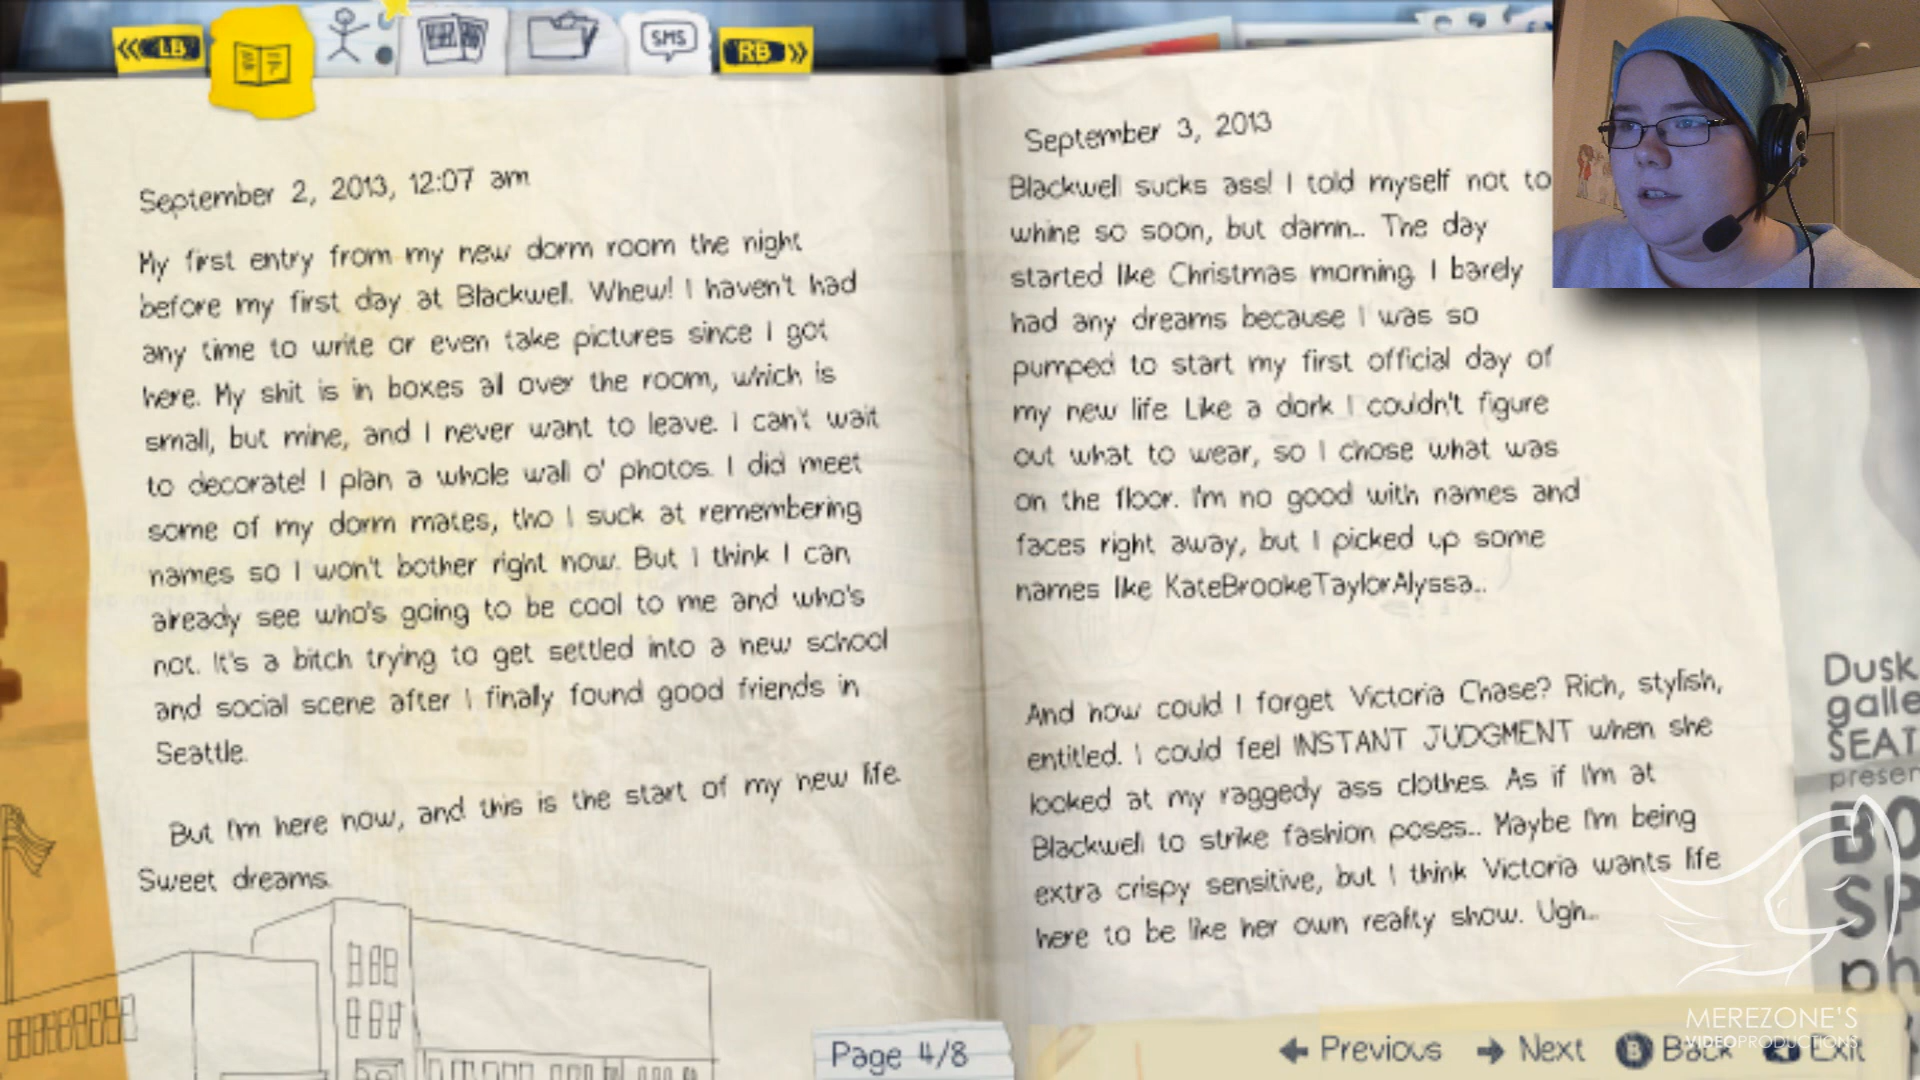 LB
SMS
RB
September 2, 2013, 12:07 am
My first entry from my new dorm room the night
before my first day at Blackwell. Whew! I haven't had
any time to write or even take pictures since I got
here. My shit is in boxes all over the room, which is
small, but mine, and I never want to leave. I can't wait
to decorate! I plan a whole wall o' photos. I did meet
some of my dorm mates, tho I suck at remembering
names so I won't bother right now. But I think I can
already see who's going to be cool to me and who's
not. It's a bitch trying to get settled into a new school
and social scene after I finally found good friends in
Seattle.
But I'm here now, and this is the start of my new life.
Sweet dreams.
September 3, 2013
Blackwell sucks ass! I told myself not to
whine so soon, but damn... The day
started like Christmas morning. I barely
had any dreams because I was so
pumped to start my first official day of
my new life. Like a dork I couldn't figure
out what to wear, so I chose what was
on the floor. I'm no good with names and
faces right away, but I picked up some
names like KateBrookeTaylorAlyssa...
And how could I forget Victoria Chase? Rich, stylish,
entitled. I could feel INSTANT JUDGMENT when she
looked at my raggedy ass clothes. As if I'm at
Blackwell to strike fashion poses... Maybe I'm being
extra crispy sensitive, but I think Victoria wants life
here to be like her own reality show. Ugh...
Dusk
galle
SEAT
presen
BO
SP
ph
MEREZONE'S
VIDEOPRODUCTIONS
Page 4/8
Previous
Next
B Back
Exit